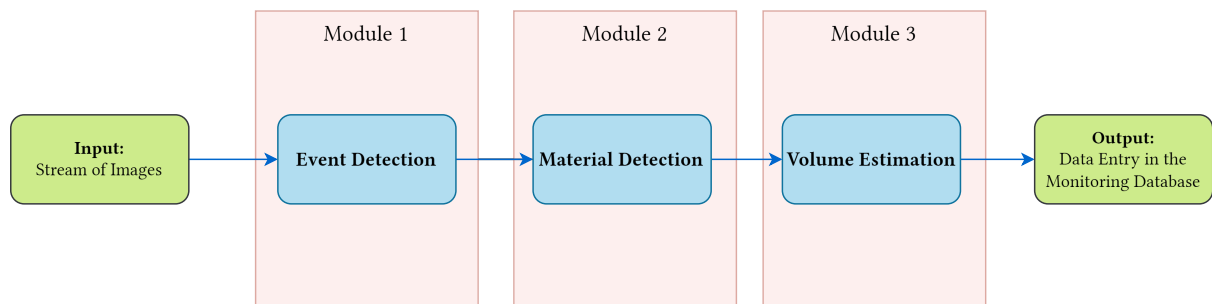 Module 1
Module 2
Module 3
Input:
Stream of Images
Event Detection
Material Detection
Volume Estimation
Output:
Data Entry in the
Monitoring Database